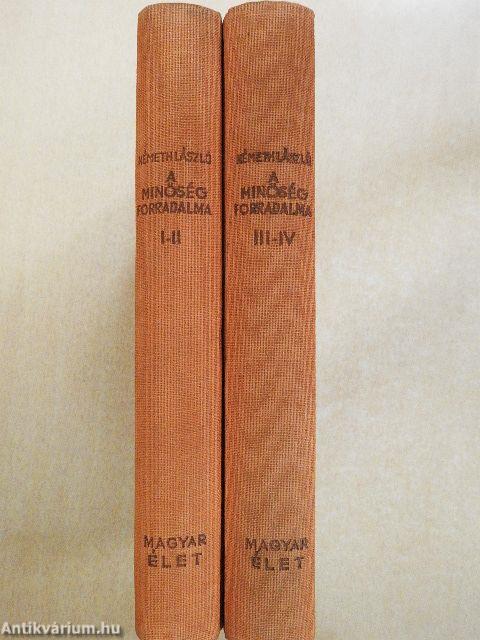 NÉMETH LÁSZLÓ
A
MINŐSÉG
FORRADALMA
I-II
MAGYAR
ÉLET
NÉMETH LÁSZLÓ
A
MINŐSÉG
FORRADALMA
III-IV
MAGYAR
ÉLET
Antikvárium.hu